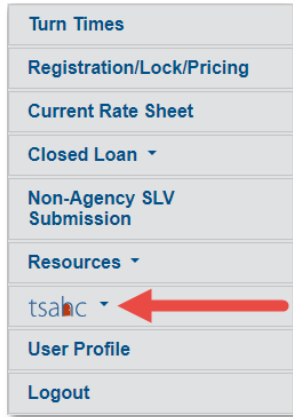 Turn Times
Registration/Lock/Pricing
Current Rate Sheet
Closed Loan
Non-Agency SLV
Submission
Resources
tsahc
User Profile
Logout